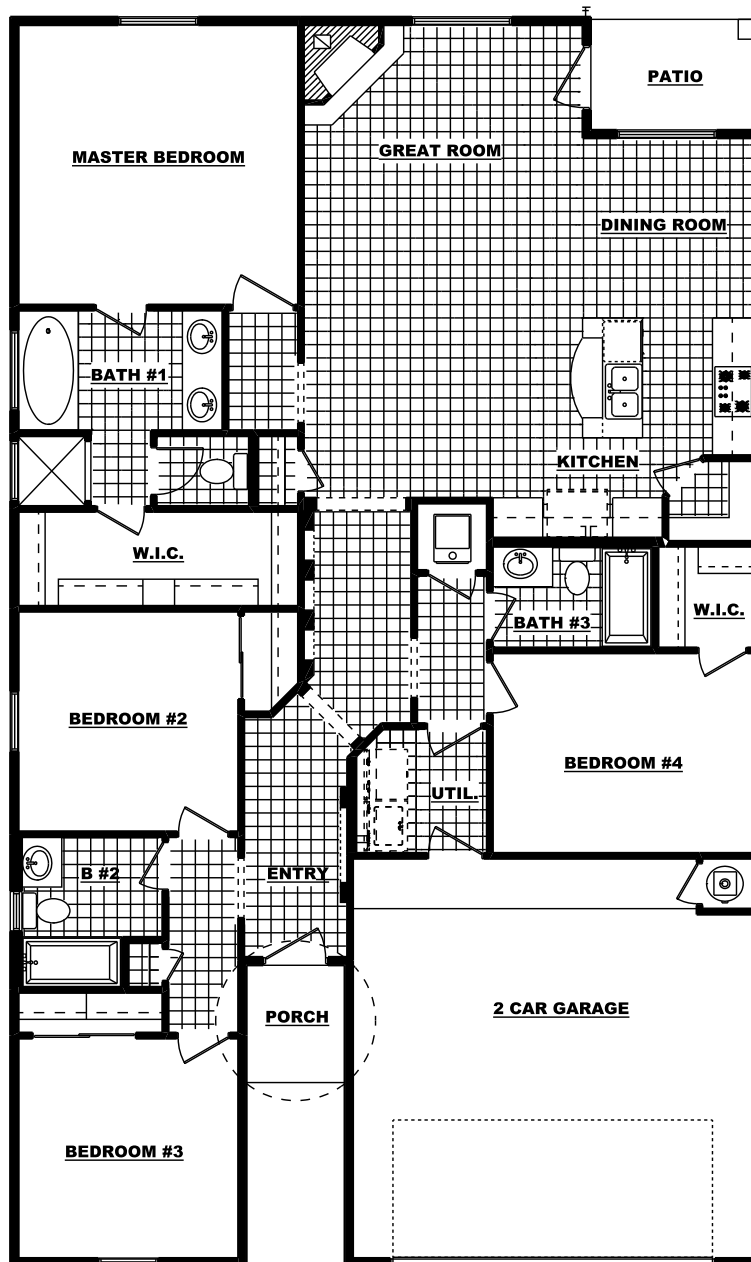 PATIO
GREAT ROOM
MASTER BEDROOM
DINING ROOM
BATH #1
KITCHEN
W.I.C.
W.I.C.
BATH #3
BEDROOM #2
BEDROOM #4
UTIL.
B #2
ENTRY
2 CAR GARAGE
PORCH
BEDROOM #3